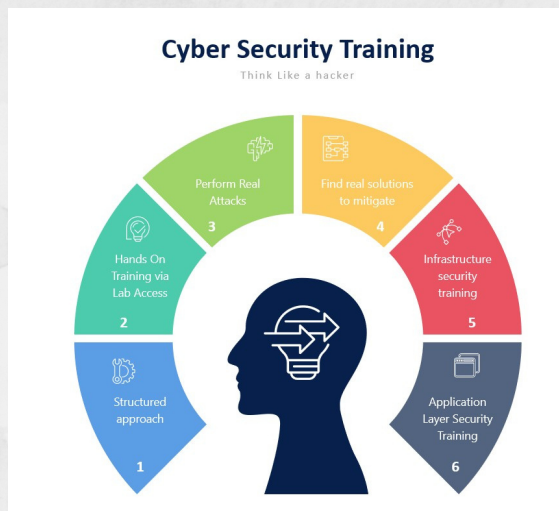 Cyber Security Training
Think Like a hacker
Structured
approach
1
Hands On
Training via
Lab Access
2
Perform Real
Attacks
3
Find real solutions
to mitigate
4
Infrastructure
security
training
5
Application
Layer Security
Training
6